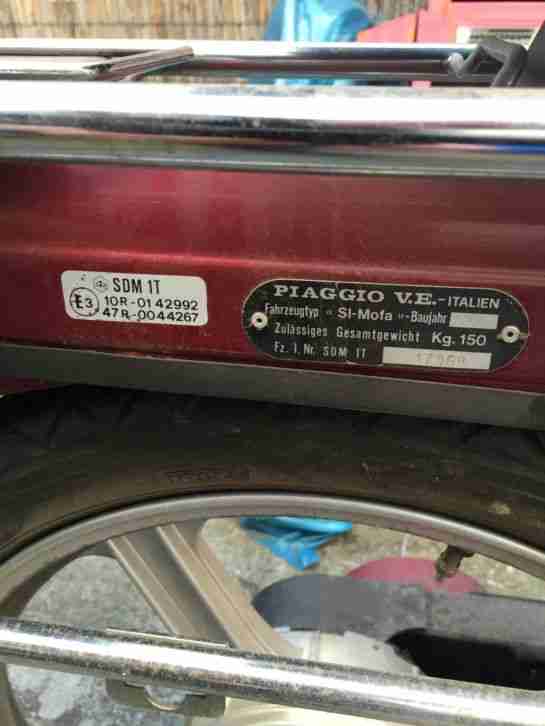 SDM 1T
E3
10R-01 42992
47R-0044267
PIAGGIO V.E.-ITALIEN
Fahrzeugtyp « SI-Mofa »-Baujahr
Zulässiges Gesamtgewicht Kg. 150
Fz. I. Nr. SDM 1T